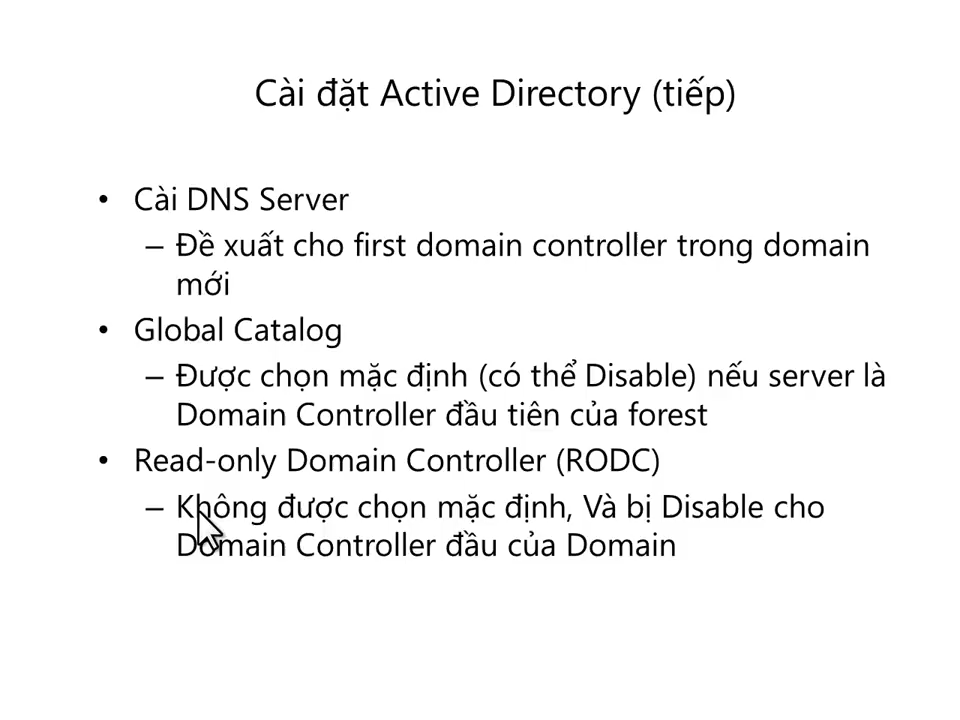 Cài đặt Active Directory (tiếp)
• Cài DNS Server
– Đề xuất cho first domain controller trong domain
mới
• Global Catalog
– Được chọn mặc định (có thể Disable) nếu server là
Domain Controller đầu tiên của forest
• Read-only Domain Controller (RODC)
– Không được chọn mặc định, Và bị Disable cho
Domain Controller đầu của Domain